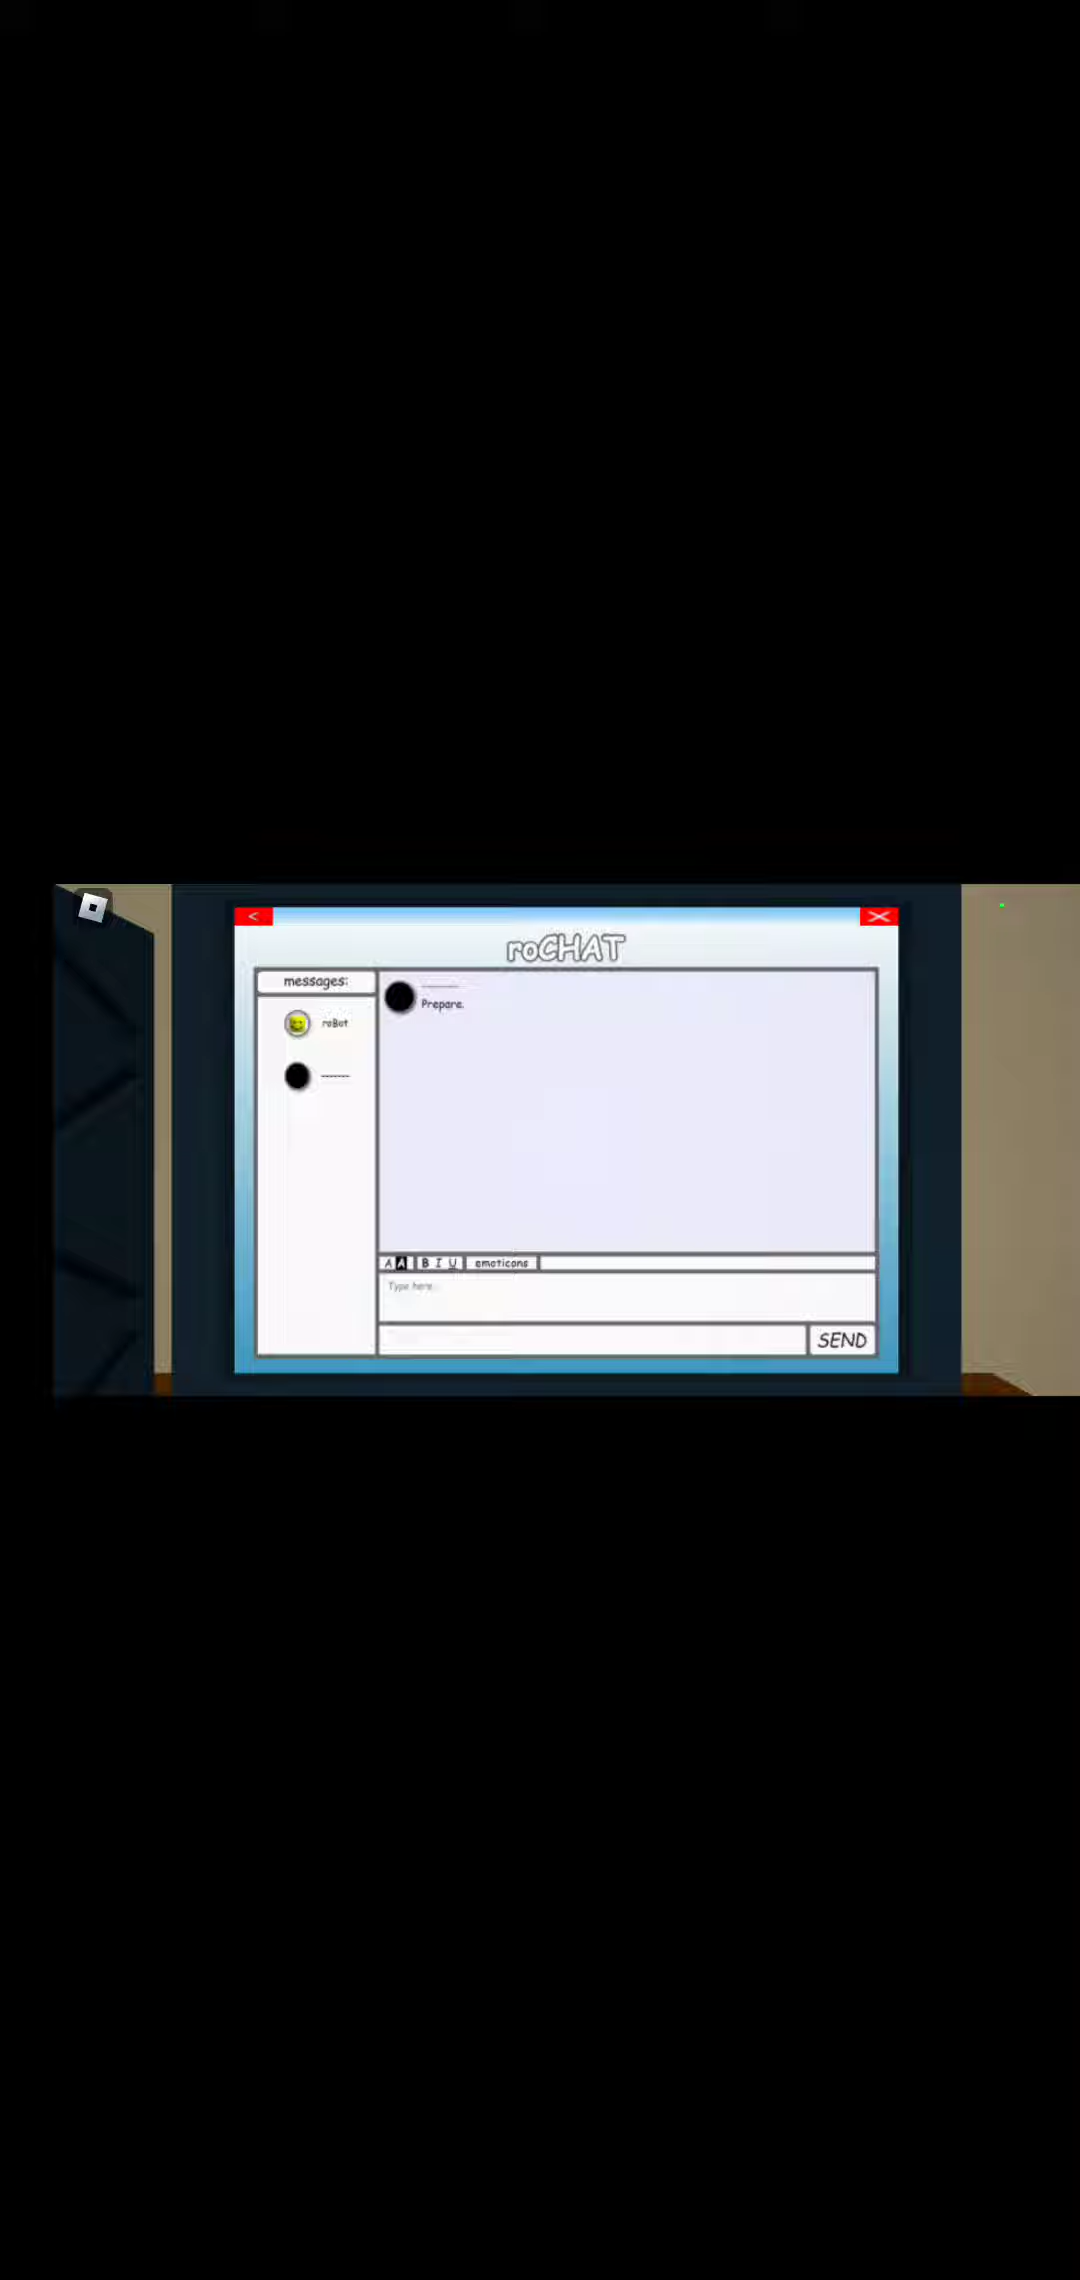 <
roCHAT
messages:
roBot
-------
---------
Prepare.
A A B I U emoticons
Type here.
SEND